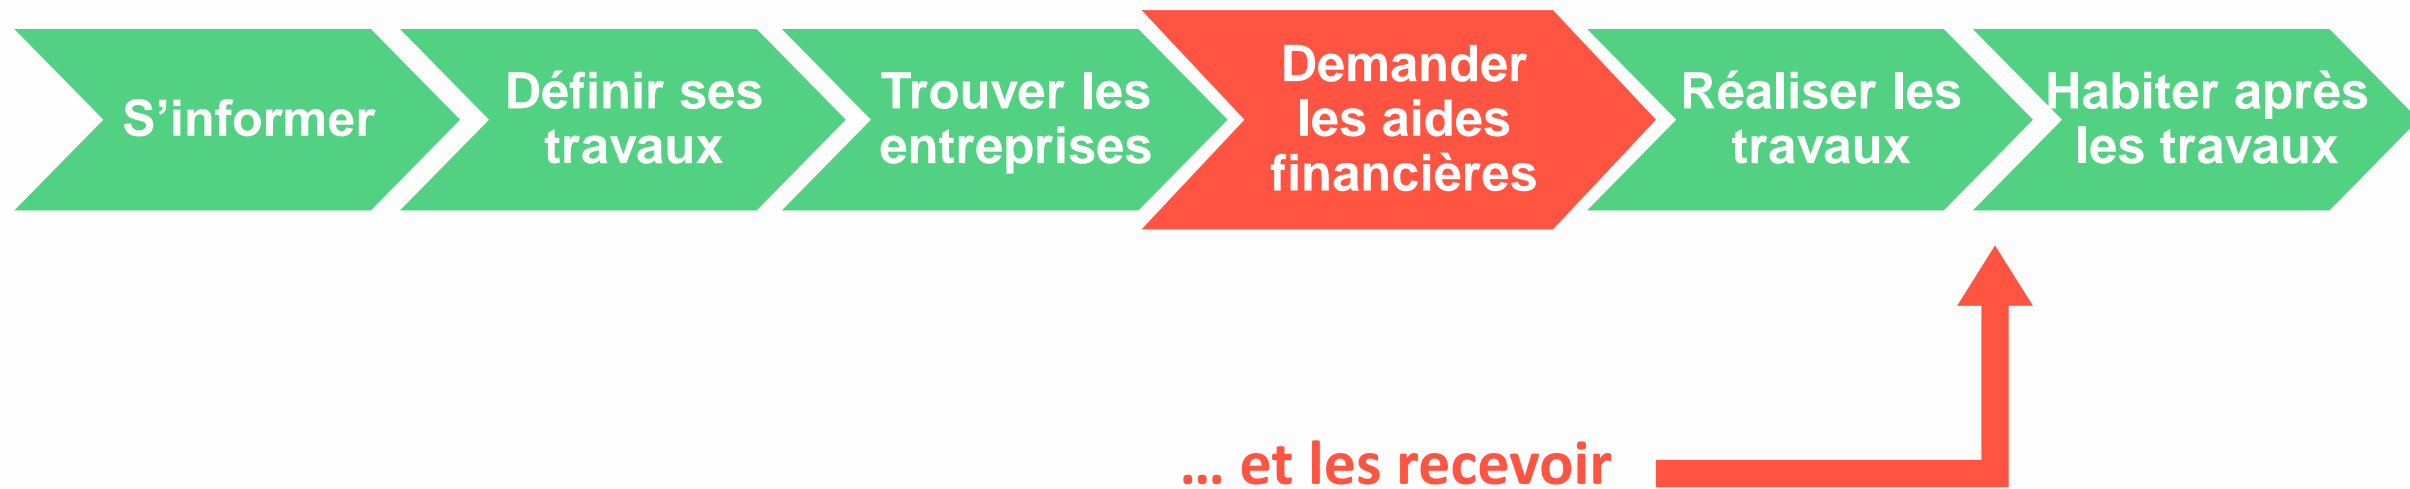 S’informer
Définir ses
travaux
Trouver les
entreprises
Demander
les aides
financières
Réaliser les
travaux
Habiter après
les travaux
... et les recevoir